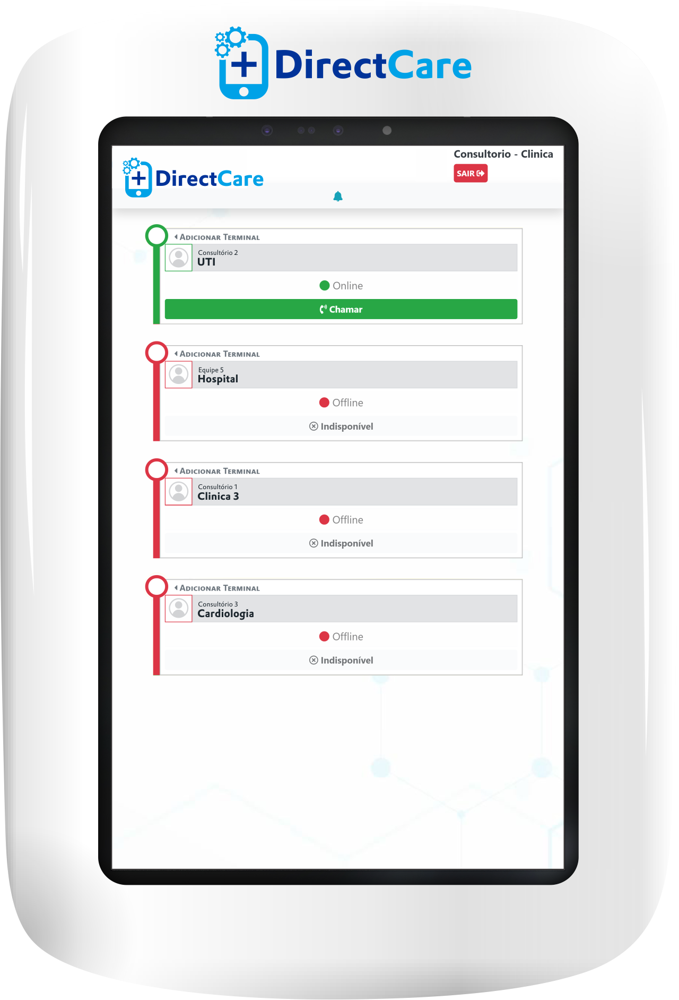 DirectCare
Consultorio - Clinica
SAIR
DirectCare
Adicionar Terminal
Consultório 2
UTI
Online
Chamar
Adicionar Terminal
Equipe 5
Hospital
Offline
Indisponível
Adicionar Terminal
Consultório 1
Clinica 3
Offline
Indisponível
Adicionar Terminal
Consultório 3
Cardiologia
Offline
Indisponível